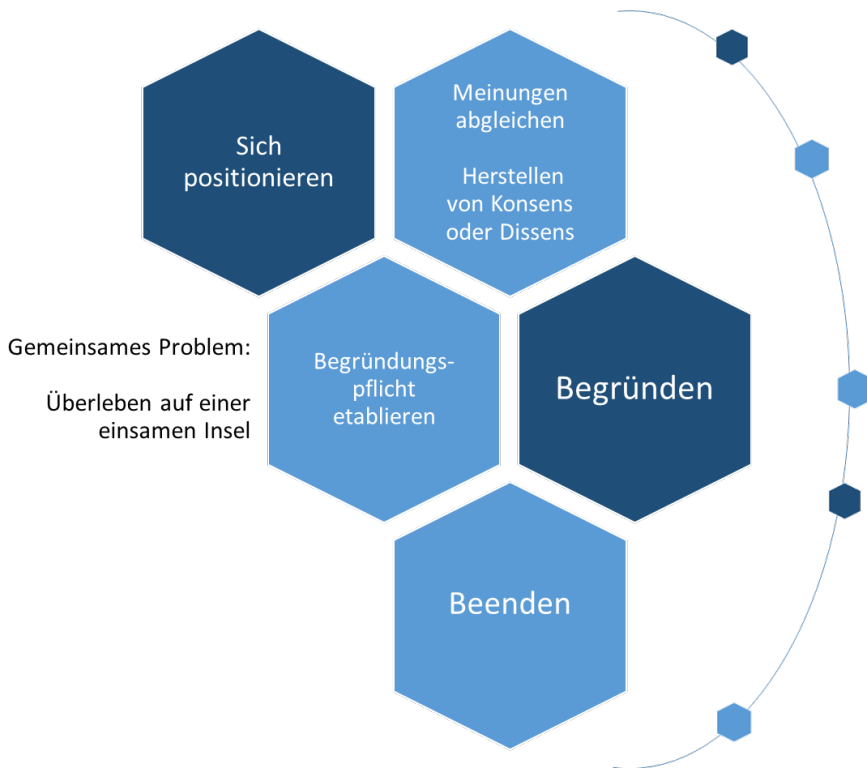 Sich
positionieren
Meinungen
abgleichen
Herstellen
von Konsens
oder Dissens
Gemeinsames Problem:
Überleben auf einer
einsamen Insel
Begründungs-
pflicht
etablieren
Begründen
Beenden